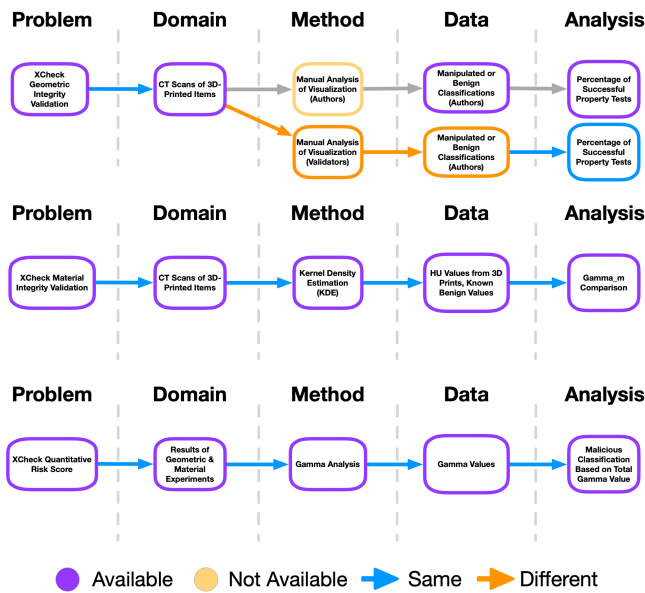 Problem Domain Method Data Analysis
XCheck
Geometric
Integrity
Validation
CT Scans of 3D-
Printed Items
Manual Analysis
of Visualization
(Authors)
Manipulated or
Benign
Classifications
(Authors)
Percentage of
Successful
Property Tests
Manual Analysis
of Visualization
(Validators)
Manipulated or
Benign
Classifications
(Authors)
Percentage of
Successful
Property Tests
Problem Domain Method Data Analysis
XCheck Material
Integrity Validation
CT Scans of 3D-
Printed Items
Kernel Density
Estimation
(KDE)
HU Values from 3D
Prints, Known
Benign Values
Gamma_m
Comparison
Problem Domain Method Data Analysis
XCheck Quantitative
Risk Score
Results of
Geometric &
Material
Experiments
Gamma Analysis
Gamma Values
Malicious
Classification
Based on Total
Gamma Value
Available Not Available Same Different